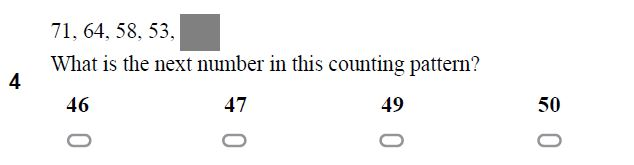 71, 64, 58, 53,
What is the next number in this counting pattern?
4
46 47 49 50